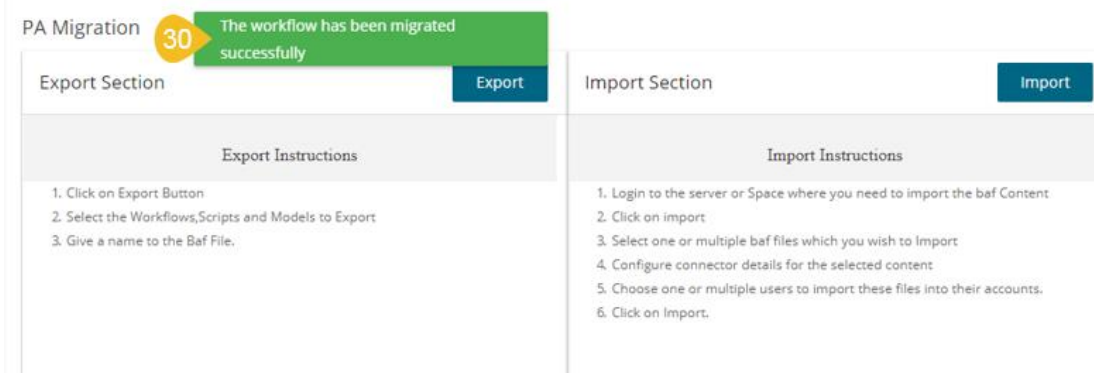 PA Migration
30
The workflow has been migrated
successfully
Export Section
Export
Export Instructions
1. Click on Export Button
2. Select the Workflows,Scripts and Models to Export
3. Give a name to the Baf File.
Import Section
Import
Import Instructions
1. Login to the server or Space where you need to import the baf Content
2. Click on import
3. Select one or multiple baf files which you wish to Import
4. Configure connector details for the selected content
5. Choose one or multiple users to import these files into their accounts.
6. Click on Import.